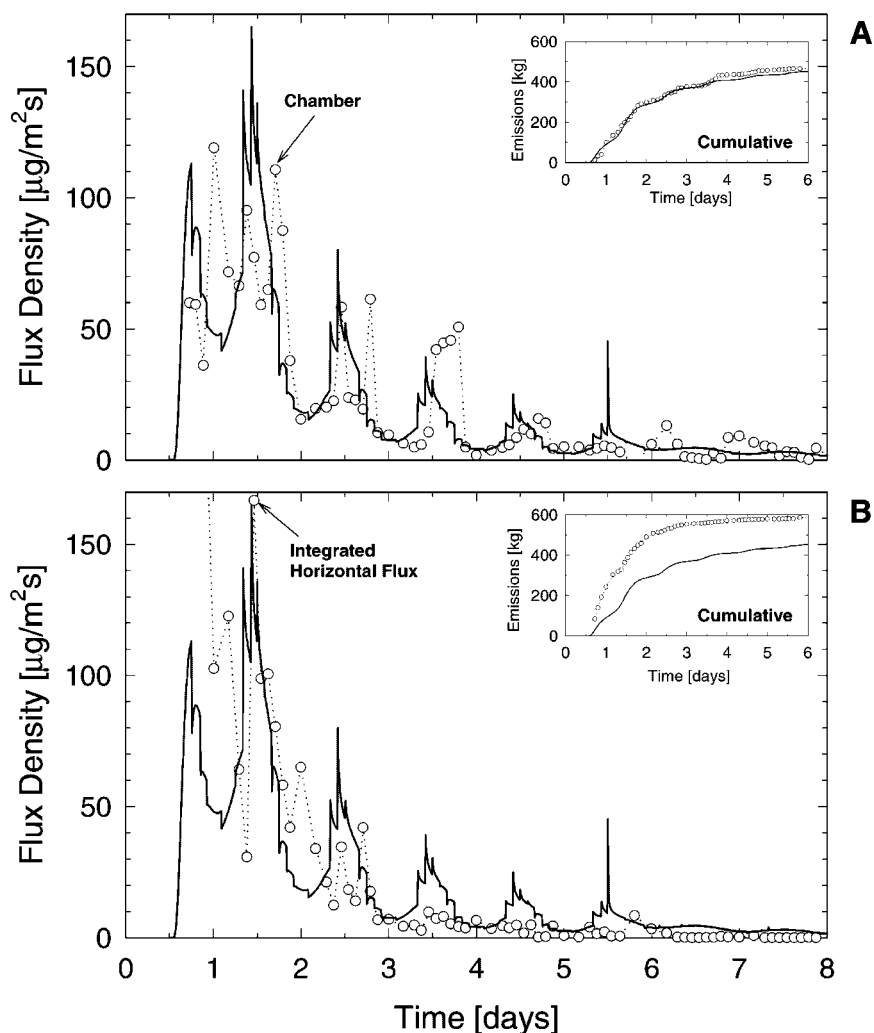 A
Flux Density [μg/m²s]
150
100
50
0
Chamber
Emissions [kg]
600
400
200
0
Cumulative
0 1 2 3 4 5 6
Time [days]
B
Flux Density [μg/m²s]
150
100
50
0
Integrated
Horizontal Flux
Emissions [kg]
600
400
200
0
Cumulative
0 1 2 3 4 5 6
Time [days]
0 1 2 3 4 5 6 7 8
Time [days]